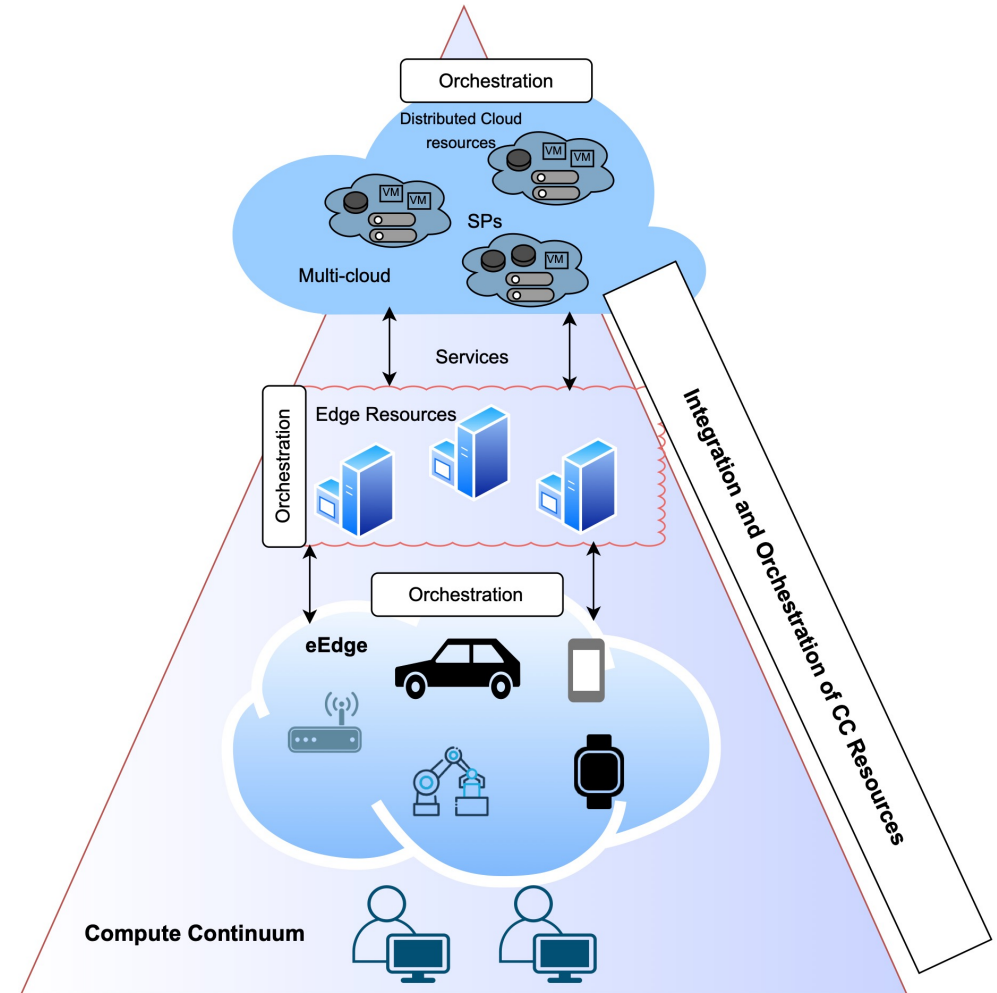 Orchestration
Distributed Cloud
resources
VM
VM
VM
VM
SPs
VM
Multi-cloud
Services
Orchestration
Edge Resources
Integration and Orchestration of CC Resources
Orchestration
eEdge
Compute Continuum